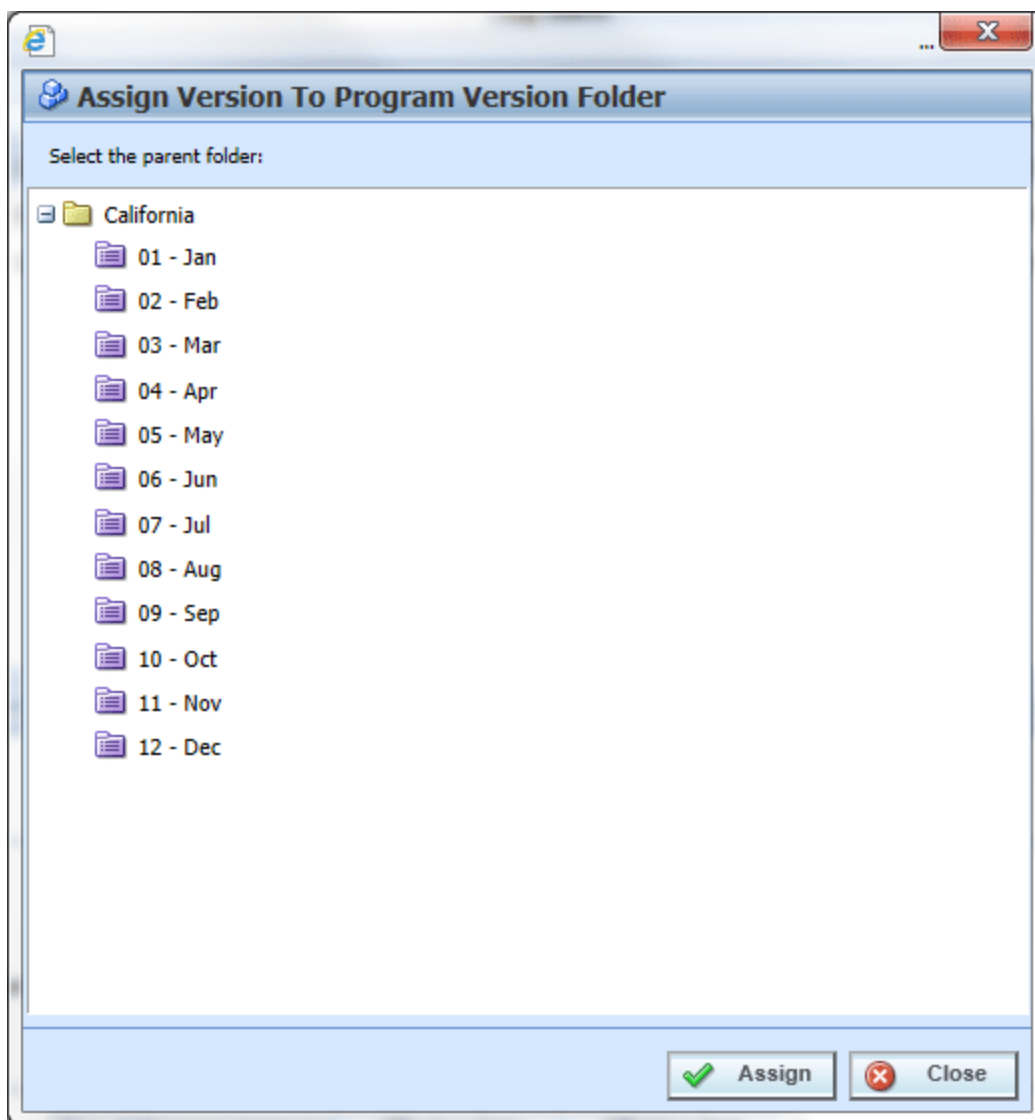 ...
Assign Version To Program Version Folder
Select the parent folder:
California
01 - Jan
02 - Feb
03 - Mar
04 - Apr
05 - May
06 - Jun
07 - Jul
08 - Aug
09 - Sep
10 - Oct
11 - Nov
12 - Dec
Assign Close